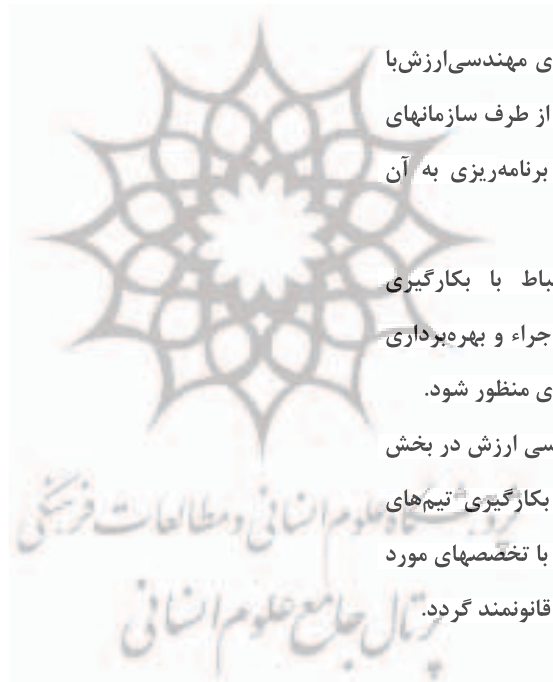 ی مهندسی‌ارزش‌با
از طرف سازمانهای
برنامه‌ریزی به آن
باط با بکارگیری
جراء و بهره‌برداری
ی منظور شود.
سی ارزش در بخش
بکارگیری تیم‌های
پژوهشگاه علوم انسانی و مطالعات فرهنگی
با تخصصهای مورد
قانونمند گردد.
پرتال جامع علوم انسانی